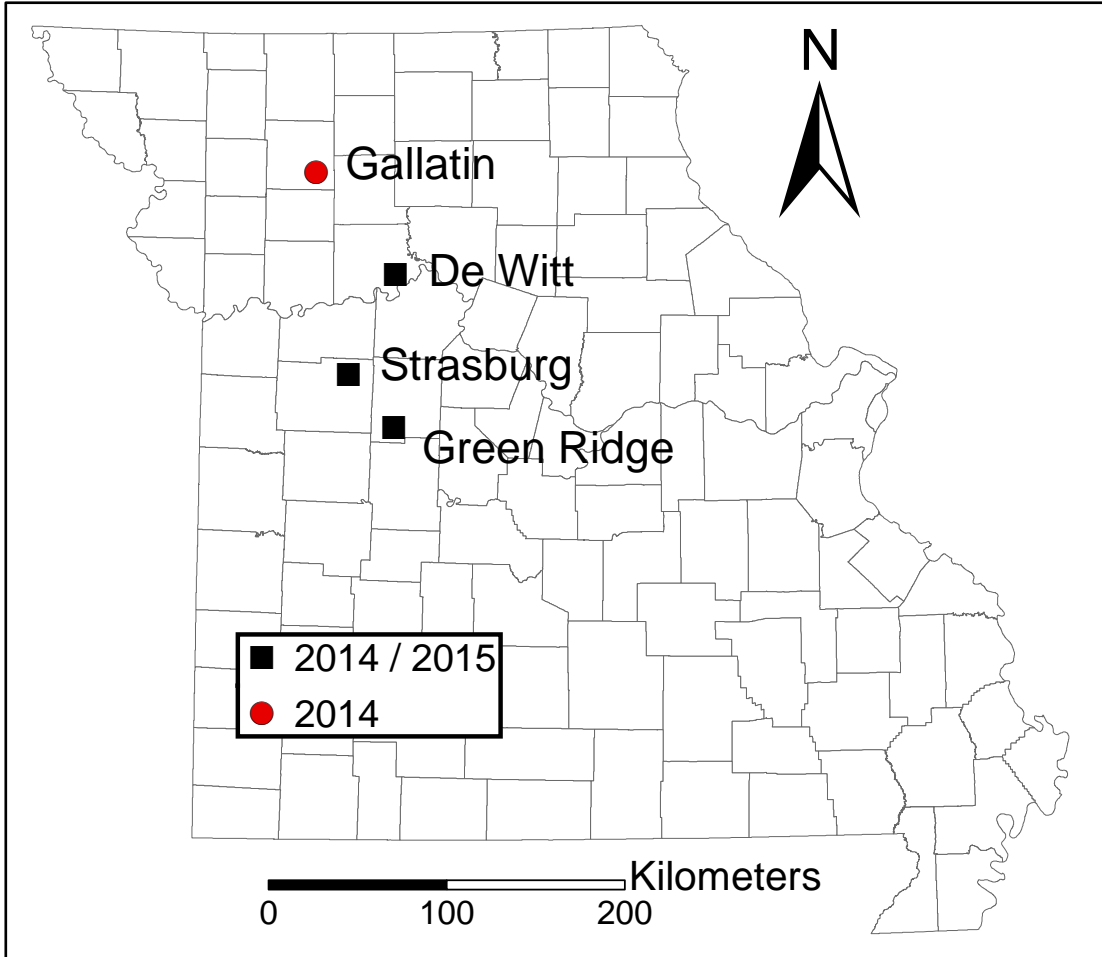 N
Gallatin
De Witt
Strasburg
Green Ridge
2014 / 2015
2014
Kilometers
0 100 200